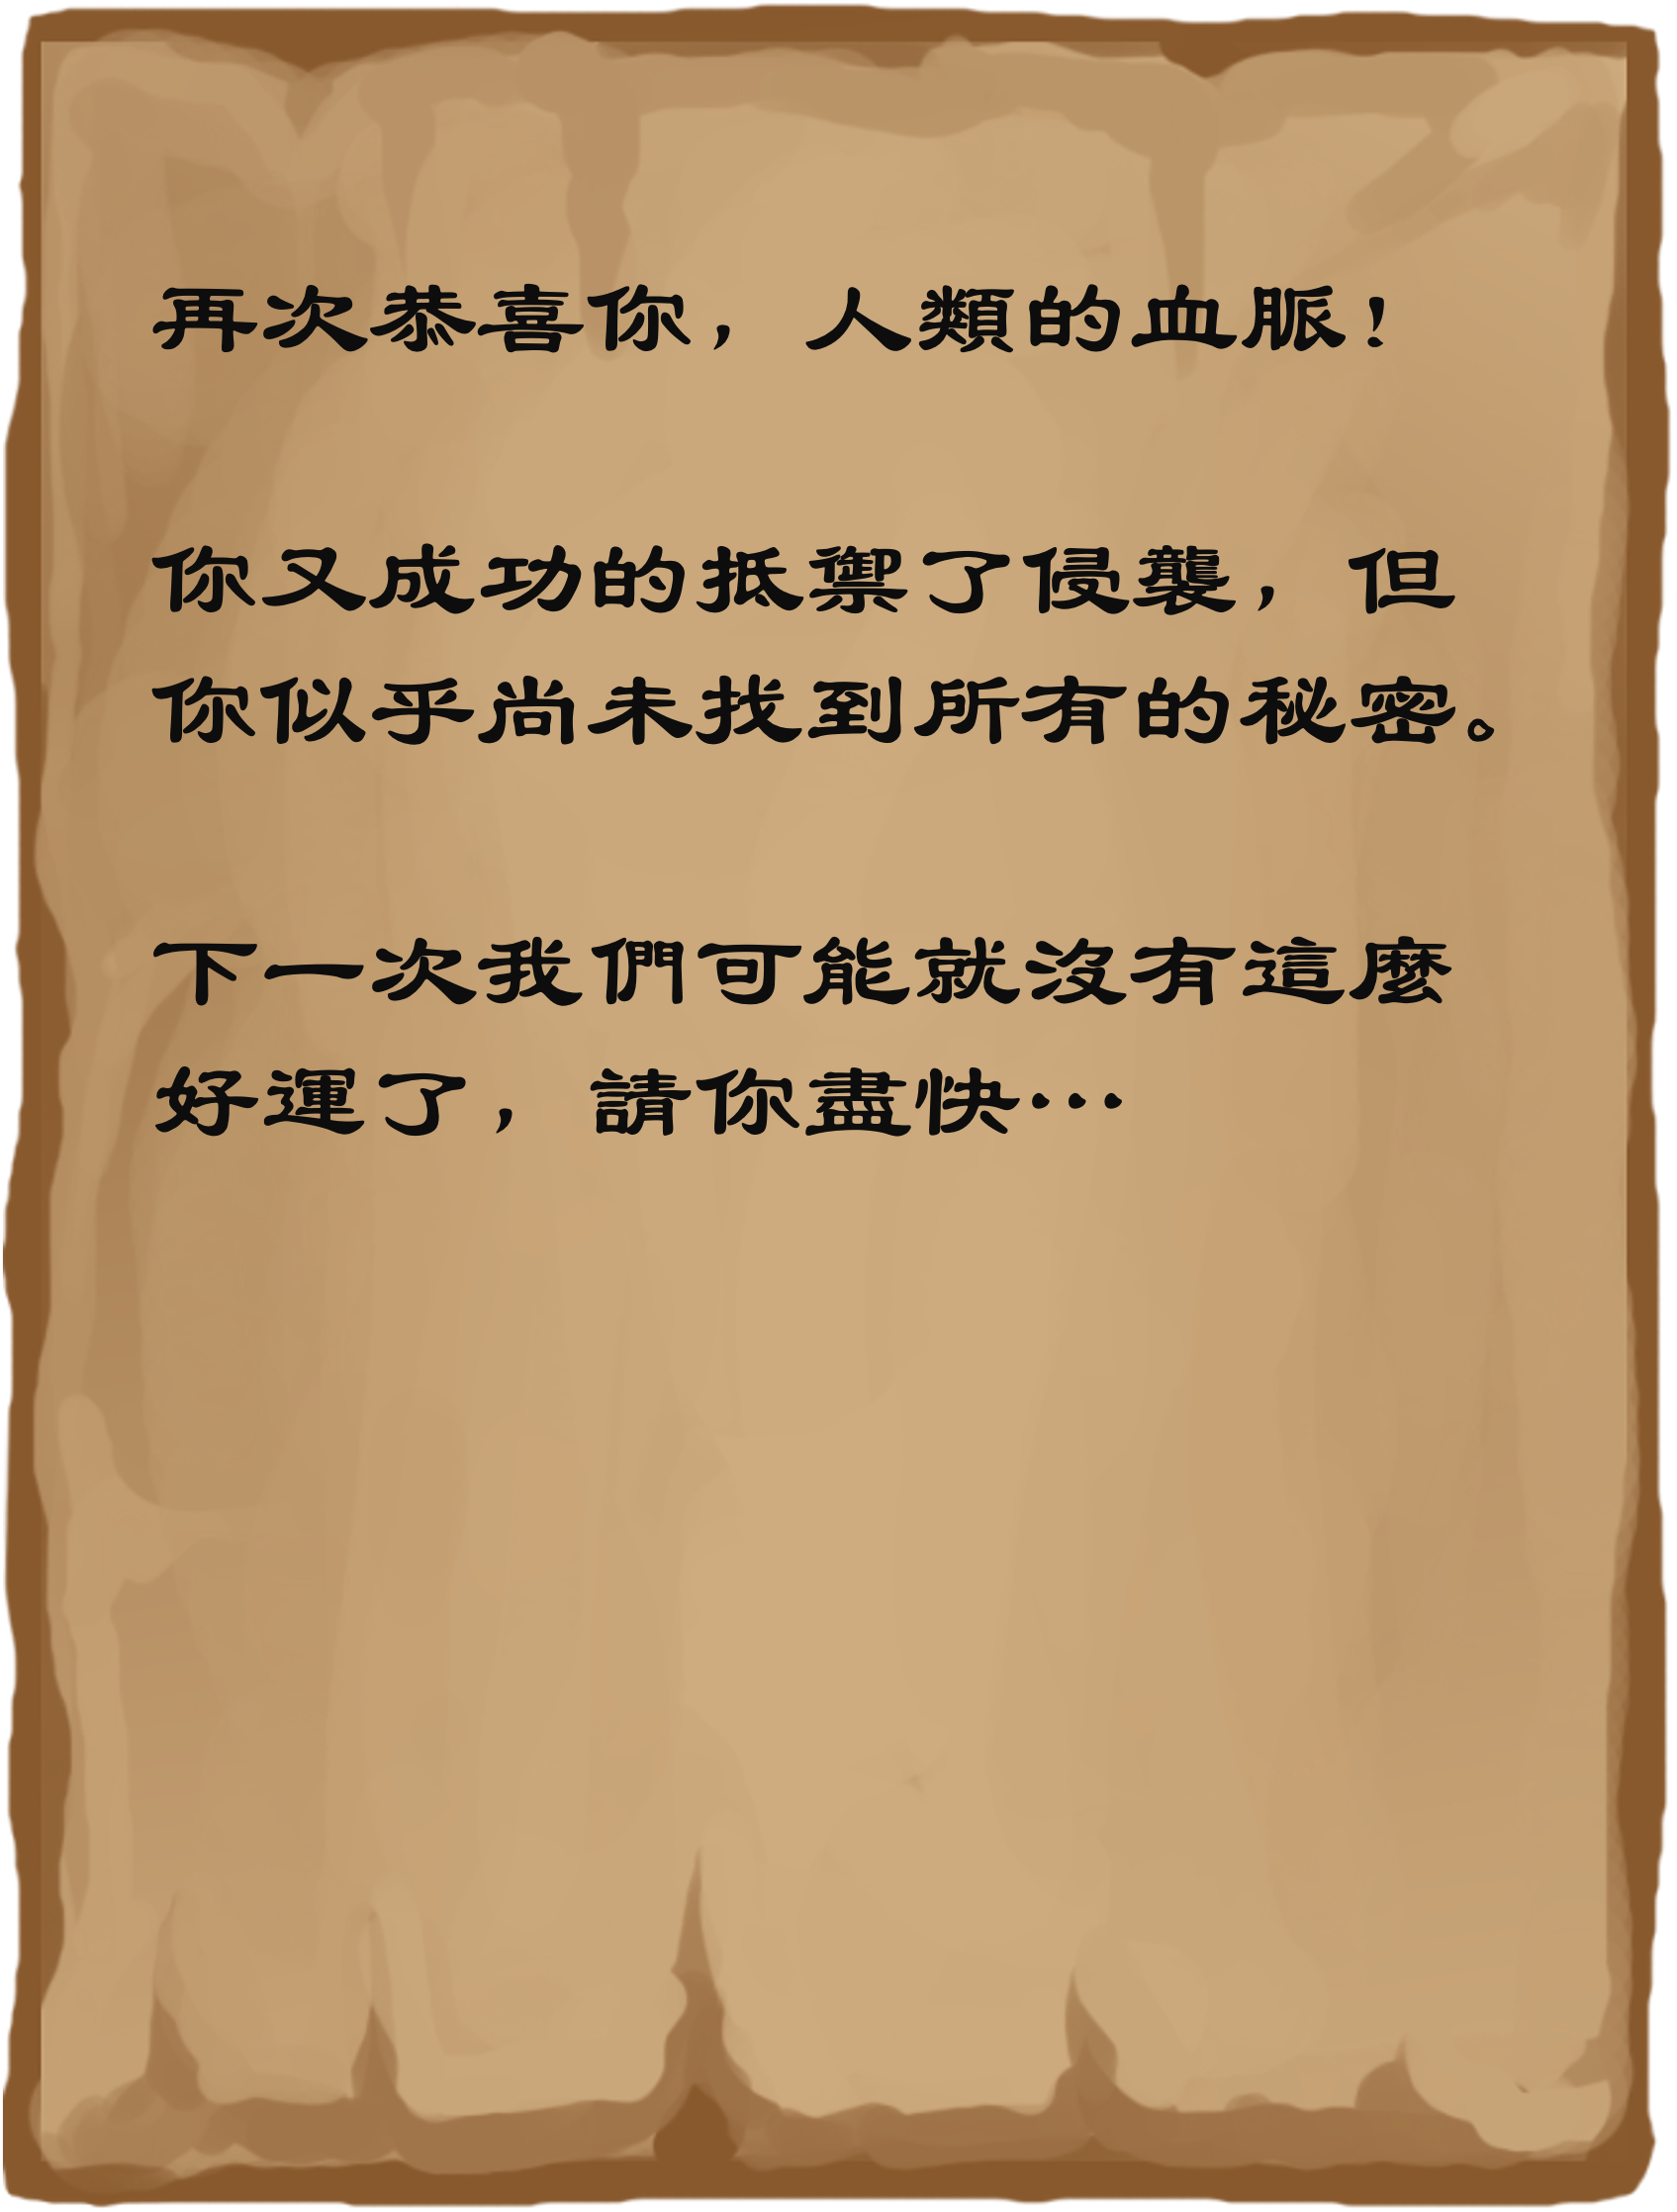 再次恭喜你，人類的血脈！
你又成功的抵禦了侵襲，但
你似乎尚未找到所有的秘密。
下一次我們可能就沒有這麼
好運了，請你盡快…